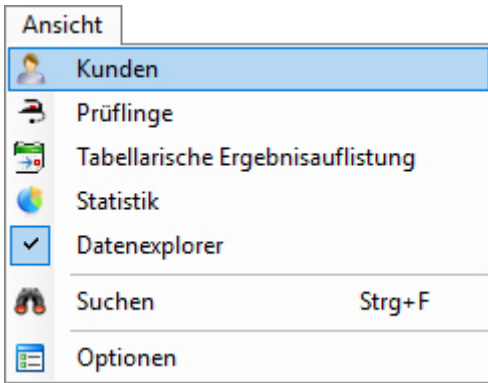 Ansicht
Kunden
Prüflinge
Tabellarische Ergebnisauflistung
Statistik
Datenexplorer
Suchen Strg+F
Optionen